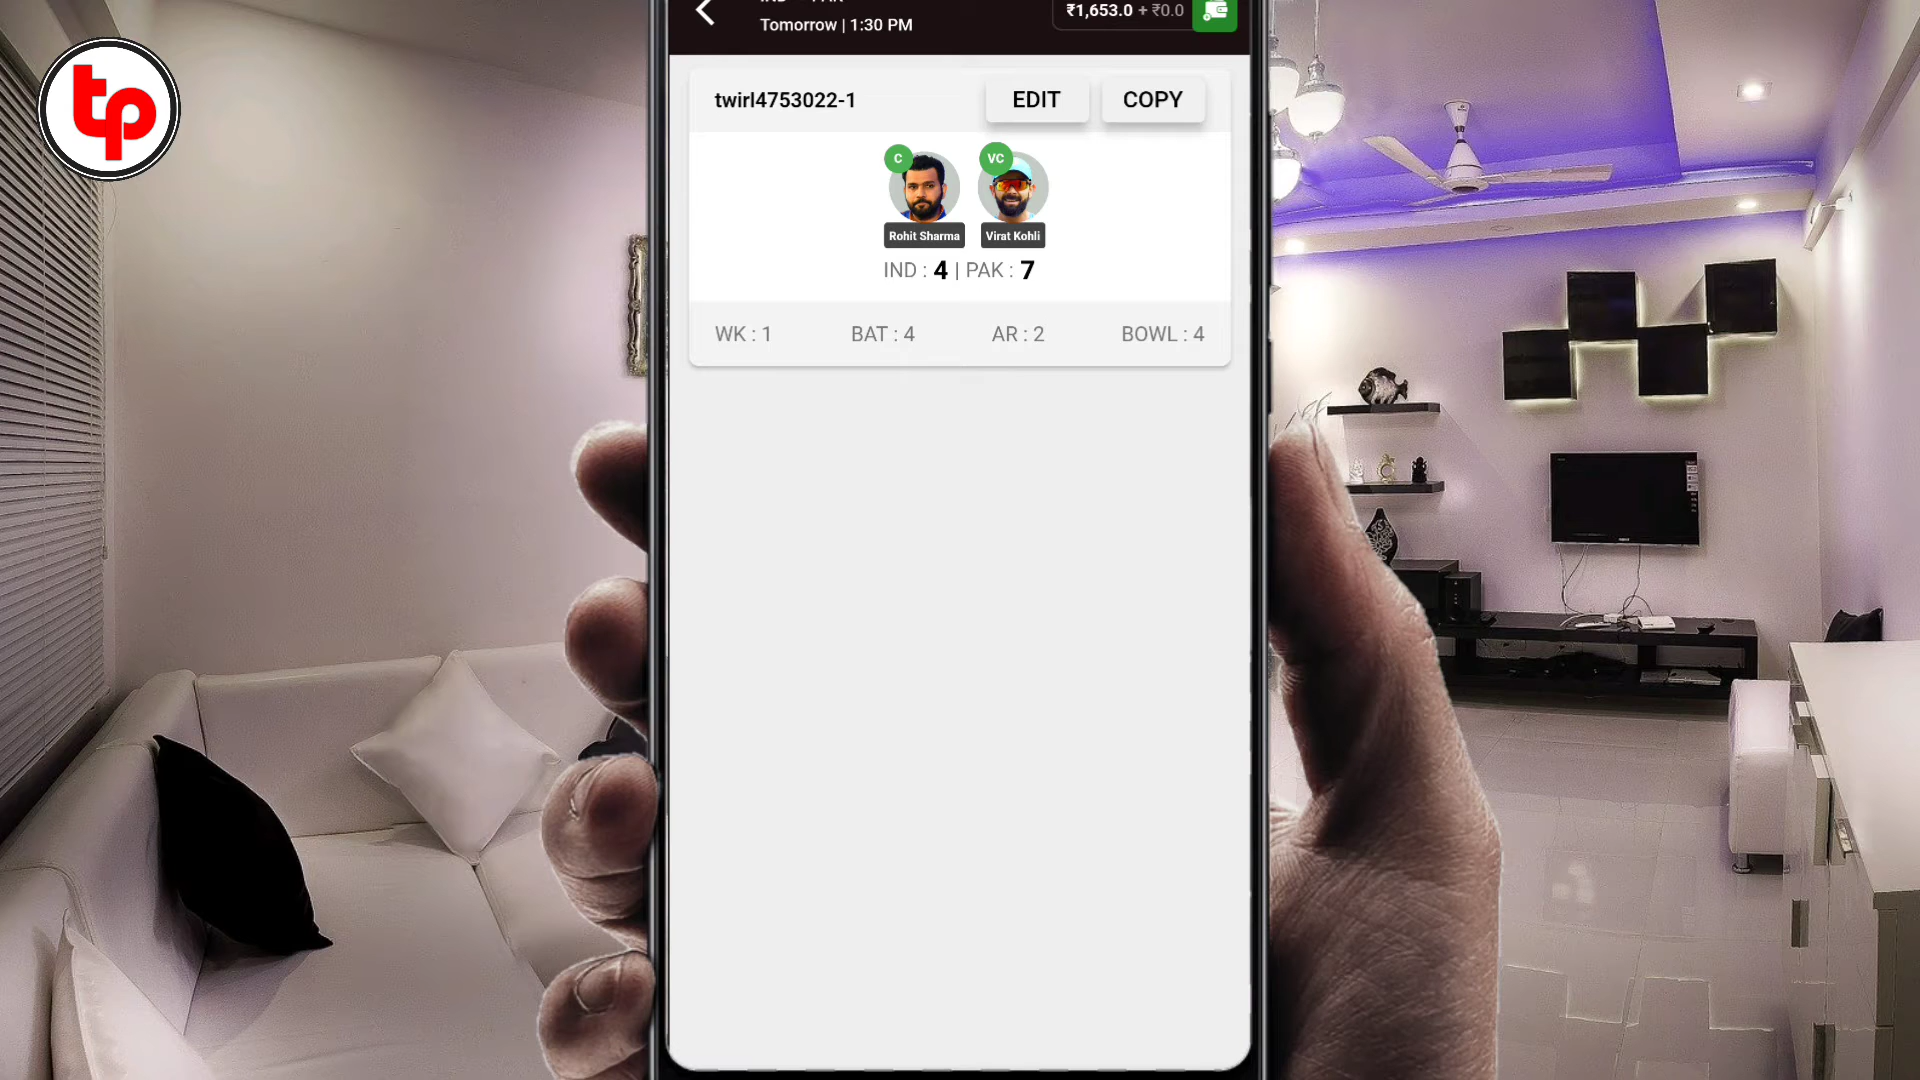 tp
Tomorrow | 1:30 PM
₹1,653.0 + ₹0.0
twirl4753022-1
EDIT
COPY
C
VC
Rohit Sharma
Virat Kohli
IND : 4 | PAK : 7
WK : 1
BAT : 4
AR : 2
BOWL : 4